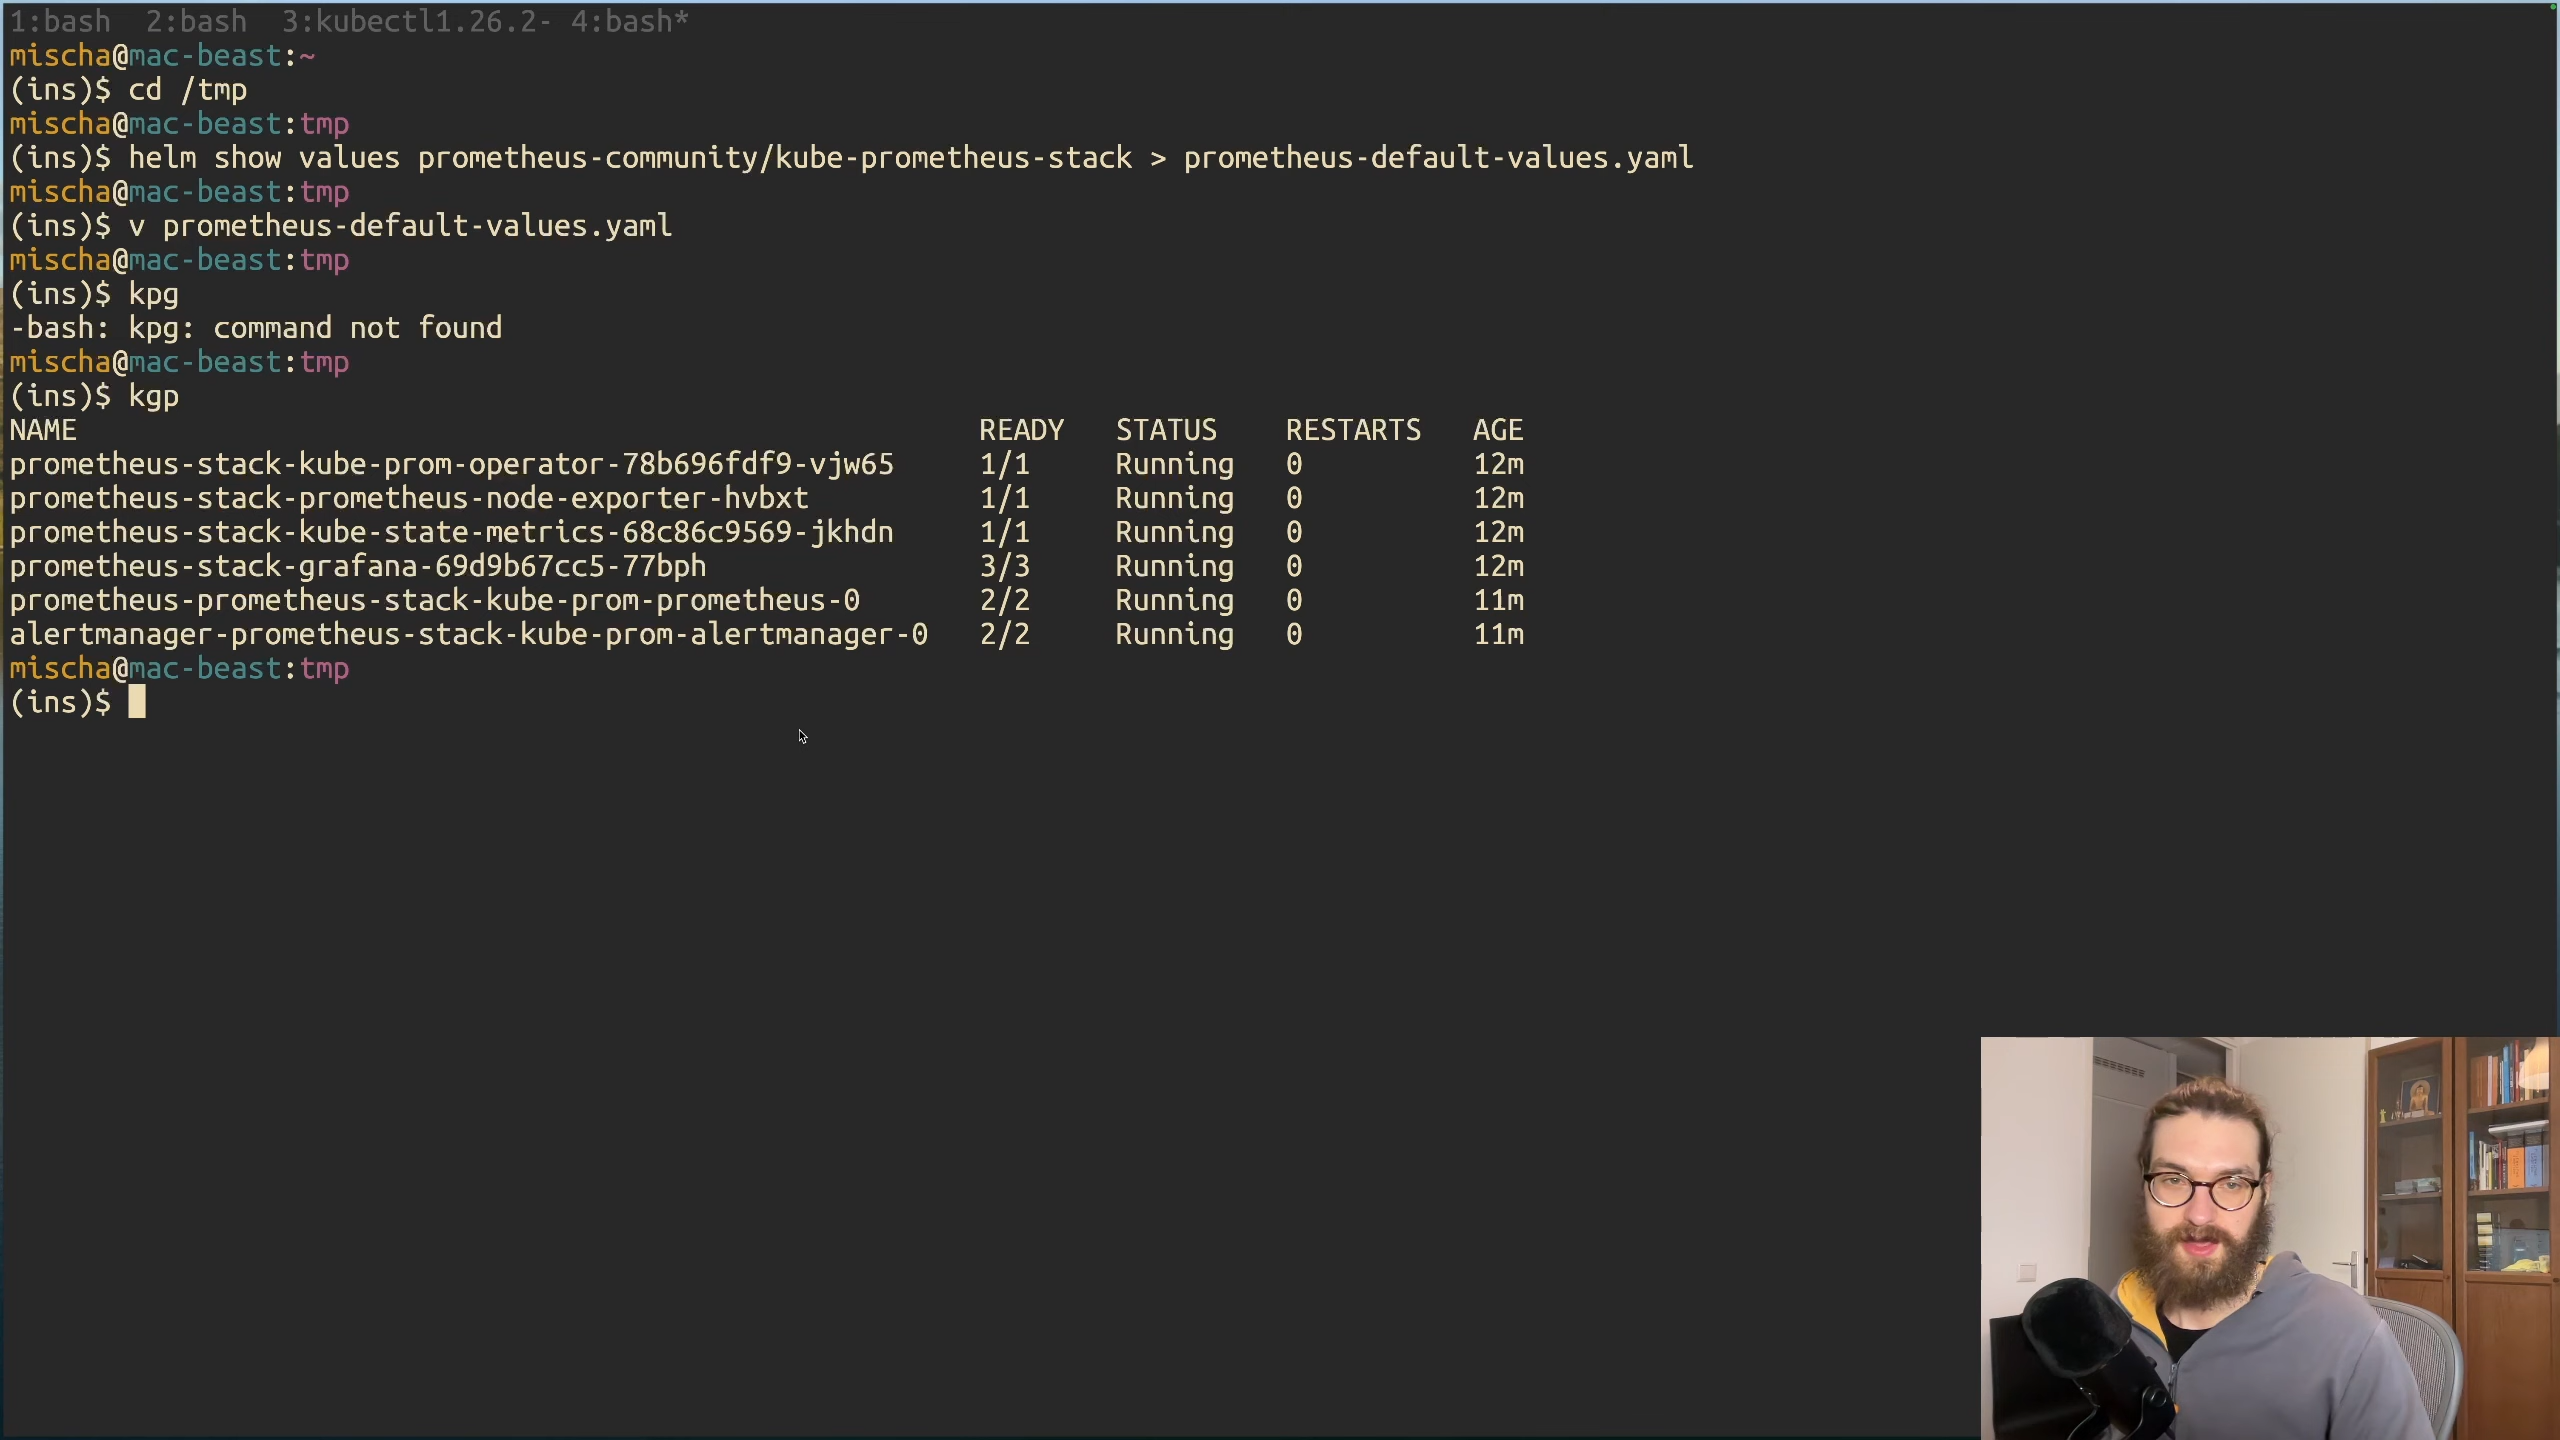 1:bash  2:bash  3:kubectl1.26.2- 4:bash*
mischa@mac-beast:~
(ins)$ cd /tmp
mischa@mac-beast:tmp
(ins)$ helm show values prometheus-community/kube-prometheus-stack > prometheus-default-values.yaml
mischa@mac-beast:tmp
(ins)$ v prometheus-default-values.yaml
mischa@mac-beast:tmp
(ins)$ kpg
-bash: kpg: command not found
mischa@mac-beast:tmp
(ins)$ kgp
NAME                                                     READY   STATUS    RESTARTS   AGE
prometheus-stack-kube-prom-operator-78b696fdf9-vjw65     1/1     Running   0          12m
prometheus-stack-prometheus-node-exporter-hvbxt          1/1     Running   0          12m
prometheus-stack-kube-state-metrics-68c86c9569-jkhdn     1/1     Running   0          12m
prometheus-stack-grafana-69d9b67cc5-77bph                3/3     Running   0          12m
prometheus-prometheus-stack-kube-prom-prometheus-0       2/2     Running   0          11m
alertmanager-prometheus-stack-kube-prom-alertmanager-0   2/2     Running   0          11m
mischa@mac-beast:tmp
(ins)$